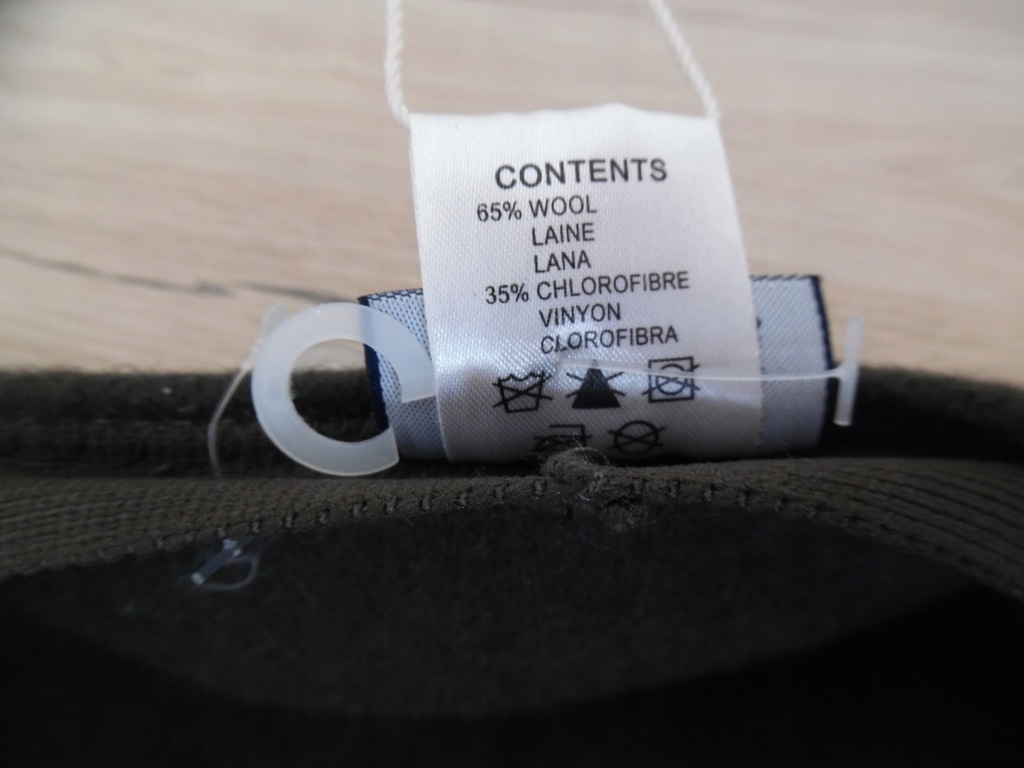 CONTENTS
65% WOOL
LAINE
LANA
35% CHLOROFIBRE
VINYON
CLOROFIBRA